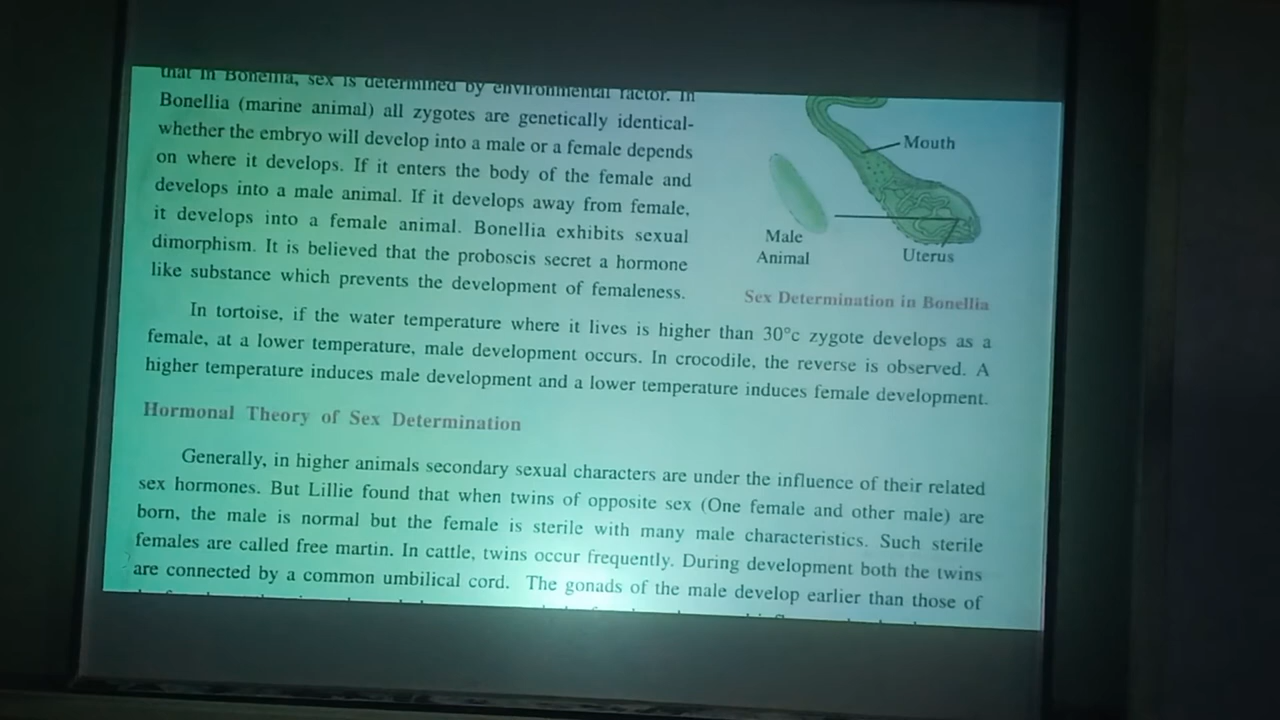 that in Bonellia, sex is determined by environmental factor. In
Bonellia (marine animal) all zygotes are genetically identical-
whether the embryo will develop into a male or a female depends
on where it develops. If it enters the body of the female and
develops into a male animal. If it develops away from female,
it develops into a female animal. Bonellia exhibits sexual
dimorphism. It is believed that the proboscis secret a hormone
like substance which prevents the development of femaleness.
Mouth
Male
Animal
Uterus
Sex Determination in Bonellia
In tortoise, if the water temperature where it lives is higher than 30°c zygote develops as a
female, at a lower temperature, male development occurs. In crocodile, the reverse is observed. A
higher temperature induces male development and a lower temperature induces female development.
Hormonal Theory of Sex Determination
Generally, in higher animals secondary sexual characters are under the influence of their related
sex hormones. But Lillie found that when twins of opposite sex (One female and other male) are
born, the male is normal but the female is sterile with many male characteristics. Such sterile
females are called free martin. In cattle, twins occur frequently. During development both the twins
are connected by a common umbilical cord. The gonads of the male develop earlier than those of